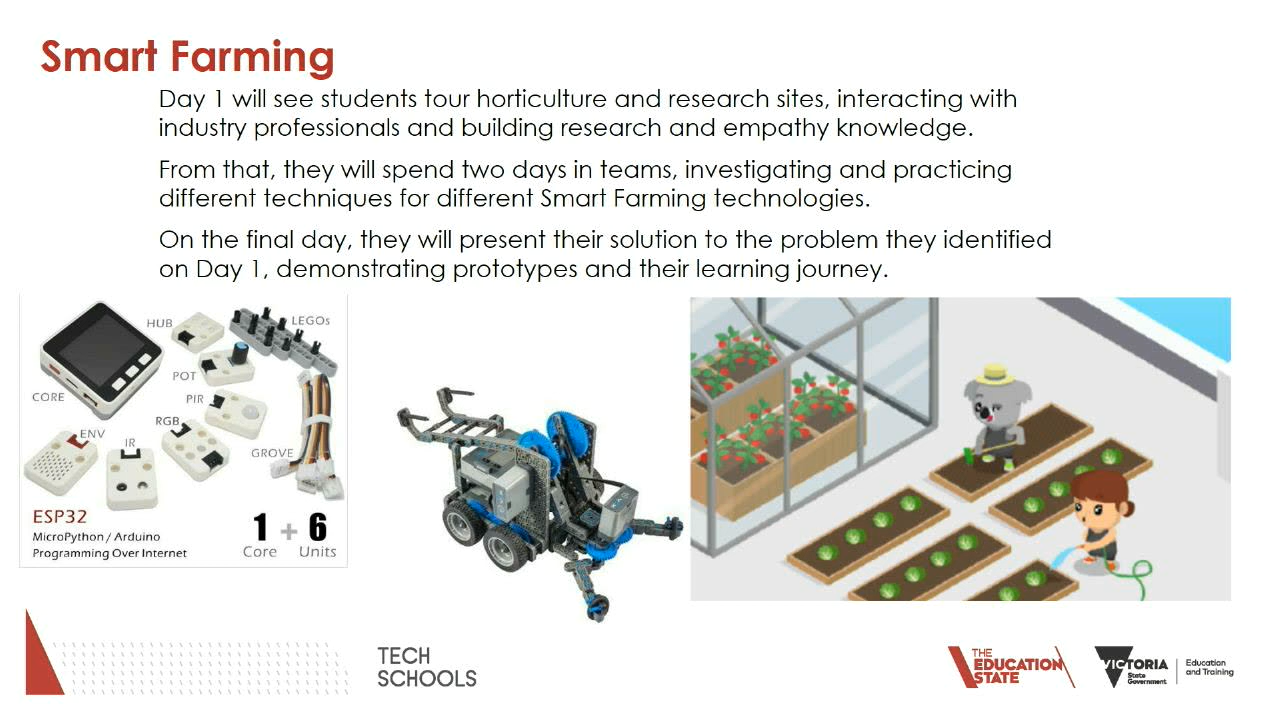 Smart Farming
Day 1 will see students tour horticulture and research sites, interacting with
industry professionals and building research and empathy knowledge.
From that, they will spend two days in teams, investigating and practicing
different techniques for different Smart Farming technologies.
On the final day, they will present their solution to the problem they identified
on Day 1, demonstrating prototypes and their learning journey.
HUB
LEGOs
POT
CORE
PIR
RGB
ENV
IR
GROVE
ESP32
MicroPython / Arduino
Programming Over Internet
1 + 6
Core Units
TECH
SCHOOLS
THE
EDUCATION
STATE
VICTORIA
State
Government
Education
and Training